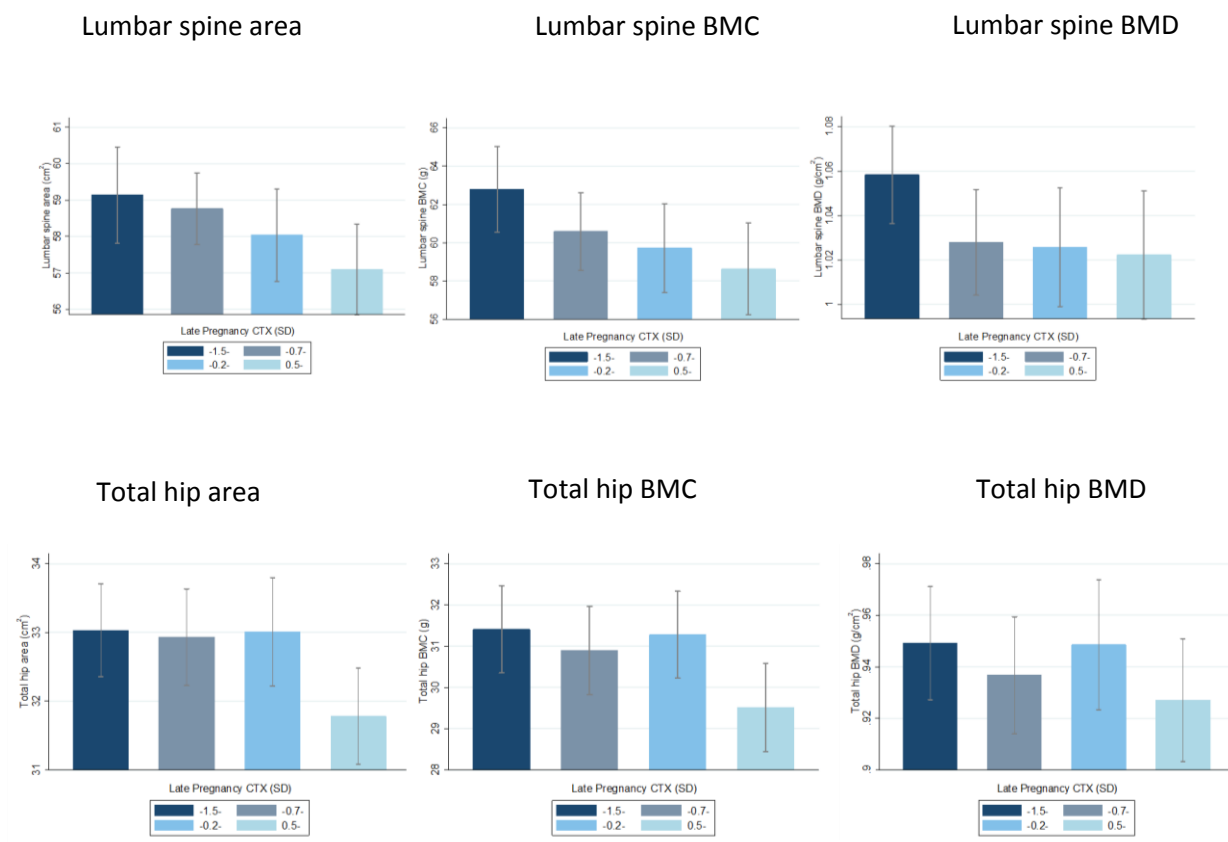 Lumbar spine area
Lumbar spine BMC
Lumbar spine BMD
61
60
59
58
57
56
Lumbar spine area (cm²)
Late Pregnancy CTX (SD)
-1.5- -0.7-
-0.2- 0.5-
66
64
62
60
58
56
Lumbar spine BMC (g)
Late Pregnancy CTX (SD)
-1.5- -0.7-
-0.2- 0.5-
1.08
1.06
1.04
1.02
1
Lumbar spine BMD (g/cm²)
Late Pregnancy CTX (SD)
-1.5- -0.7-
-0.2- 0.5-
Total hip area
Total hip BMC
Total hip BMD
34
33
32
31
Total hip area (cm²)
Late Pregnancy CTX (SD)
-1.5- -0.7-
-0.2- 0.5-
33
32
31
30
29
28
Total hip BMC (g)
Late Pregnancy CTX (SD)
-1.5- -0.7-
-0.2- 0.5-
.98
.96
.94
.92
.9
Total hip BMD (g/cm²)
Late Pregnancy CTX (SD)
-1.5- -0.7-
-0.2- 0.5-